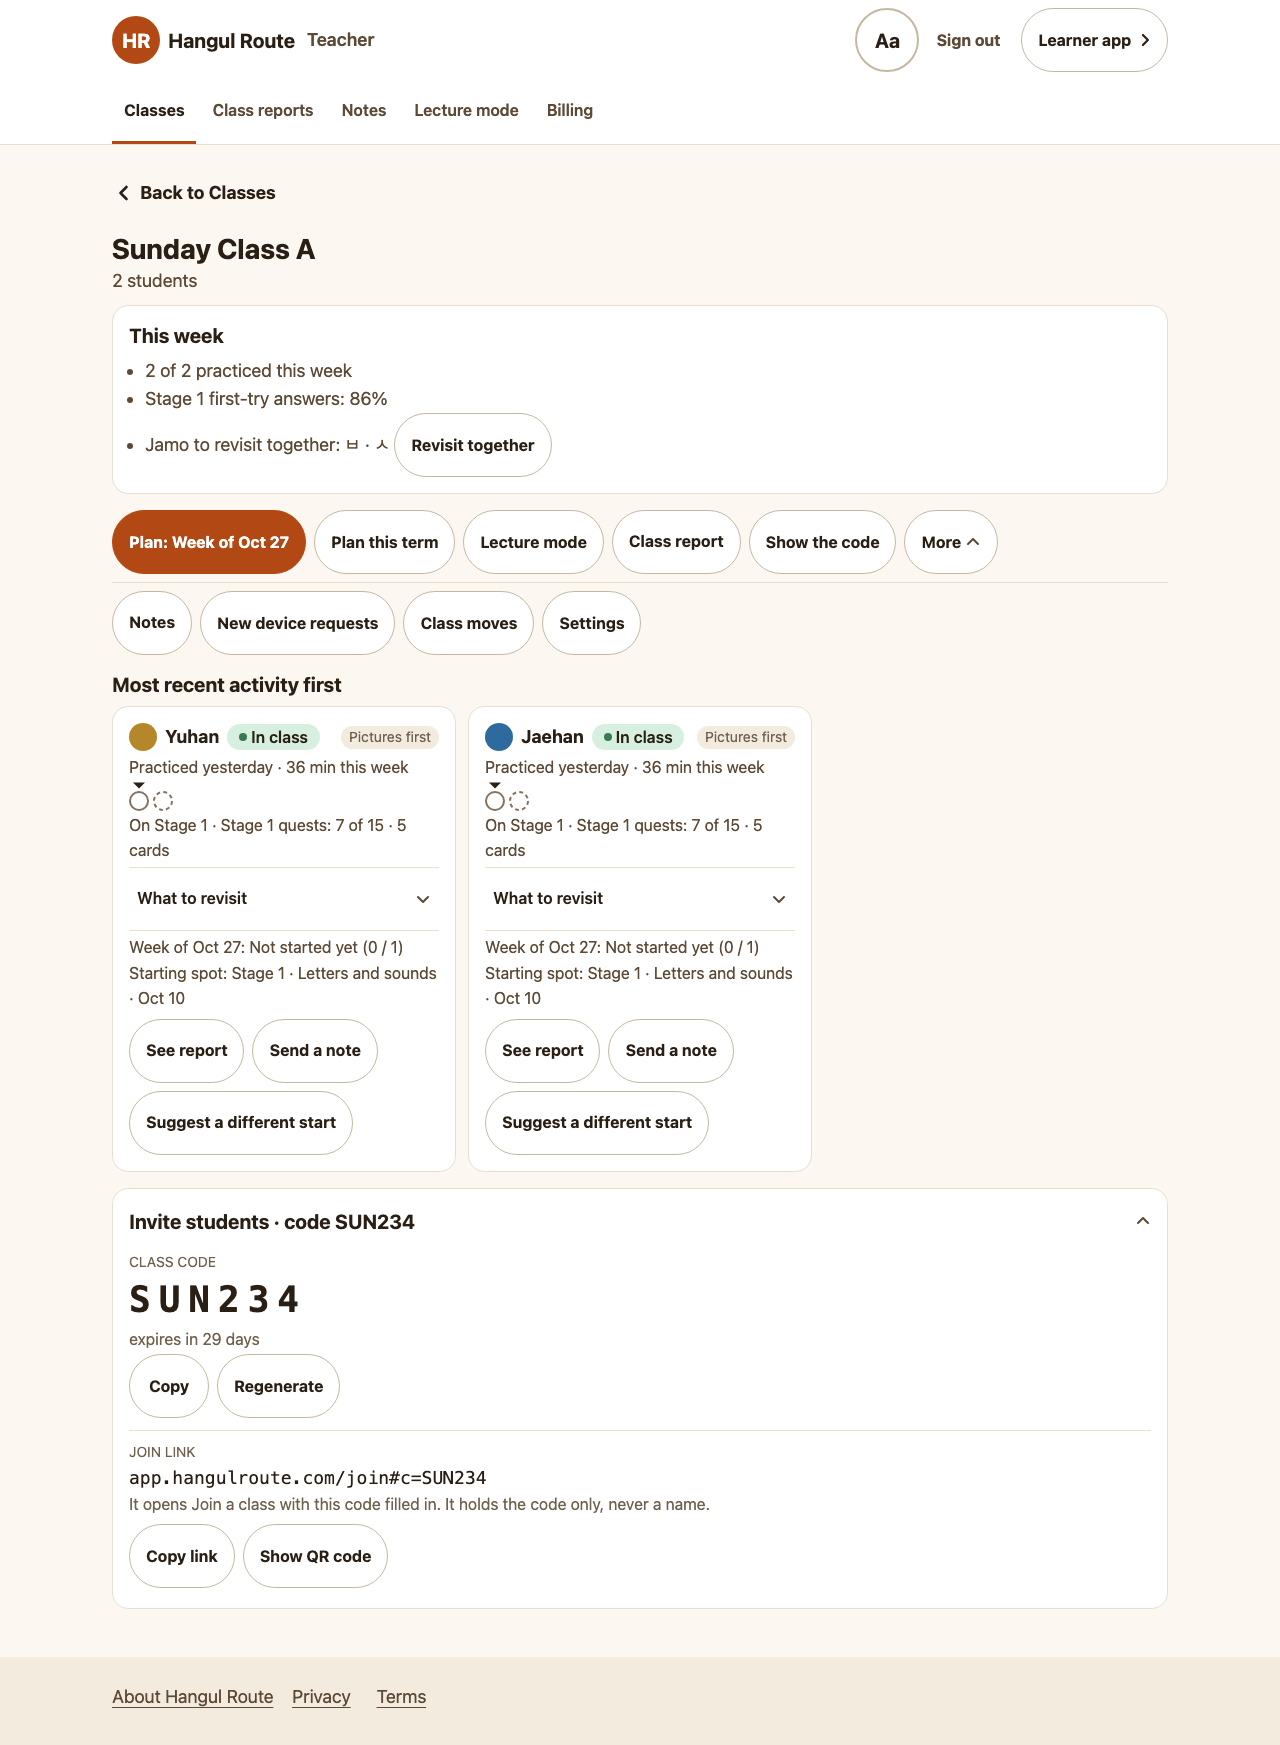 HR Hangul Route Teacher
Aa
Sign out
Learner app
Classes
Class reports
Notes
Lecture mode
Billing
Back to Classes
Sunday Class A
2 students
This week
2 of 2 practiced this week
Stage 1 first-try answers: 86%
Jamo to revisit together: ㅂ · ㅅ Revisit together
Plan: Week of Oct 27
Plan this term
Lecture mode
Class report
Show the code
More
Notes
New device requests
Class moves
Settings
Most recent activity first
Yuhan In class Pictures first
Practiced yesterday · 36 min this week
On Stage 1 · Stage 1 quests: 7 of 15 · 5
cards
What to revisit
Week of Oct 27: Not started yet (0 / 1)
Starting spot: Stage 1 · Letters and sounds
· Oct 10
See report
Send a note
Suggest a different start
Jaehan In class Pictures first
Practiced yesterday · 36 min this week
On Stage 1 · Stage 1 quests: 7 of 15 · 5
cards
What to revisit
Week of Oct 27: Not started yet (0 / 1)
Starting spot: Stage 1 · Letters and sounds
· Oct 10
See report
Send a note
Suggest a different start
Invite students · code SUN234
CLASS CODE
SUN234
expires in 29 days
Copy
Regenerate
JOIN LINK
app.hangulroute.com/join#c=SUN234
It opens Join a class with this code filled in. It holds the code only, never a name.
Copy link
Show QR code
About Hangul Route
Privacy
Terms